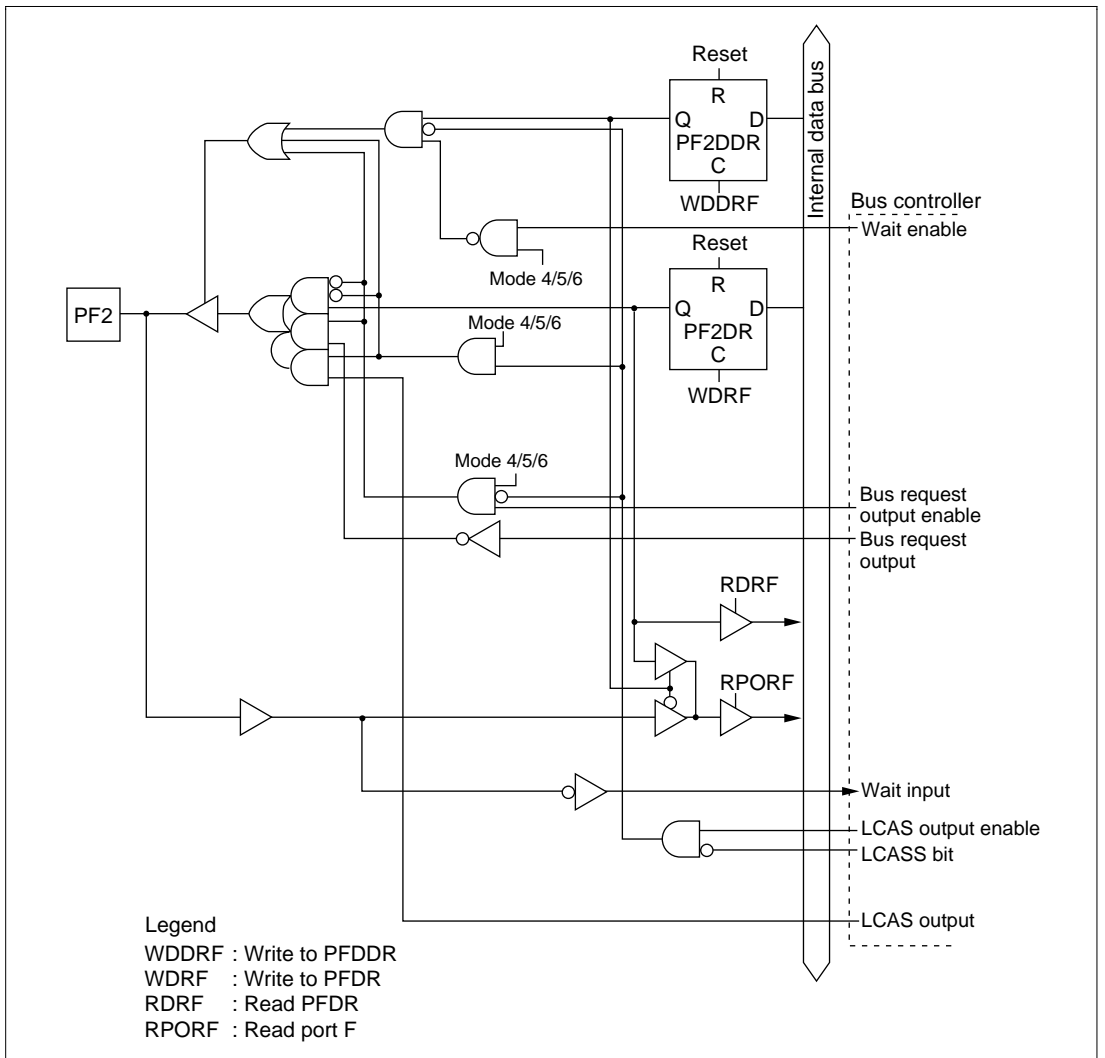 Reset
R
Q D
PF2DDR
C
WDDRF
Internal data bus
Bus controller
Wait enable
Mode 4/5/6
Reset
R
Q D
PF2DR
C
WDRF
PF2
Mode 4/5/6
Mode 4/5/6
Bus request
output enable
Bus request
output
RDRF
RPORF
Wait input
LCAS output enable
LCASS bit
LCAS output
Legend
WDDRF : Write to PFDDR
WDRF : Write to PFDR
RDRF : Read PFDR
RPORF : Read port F